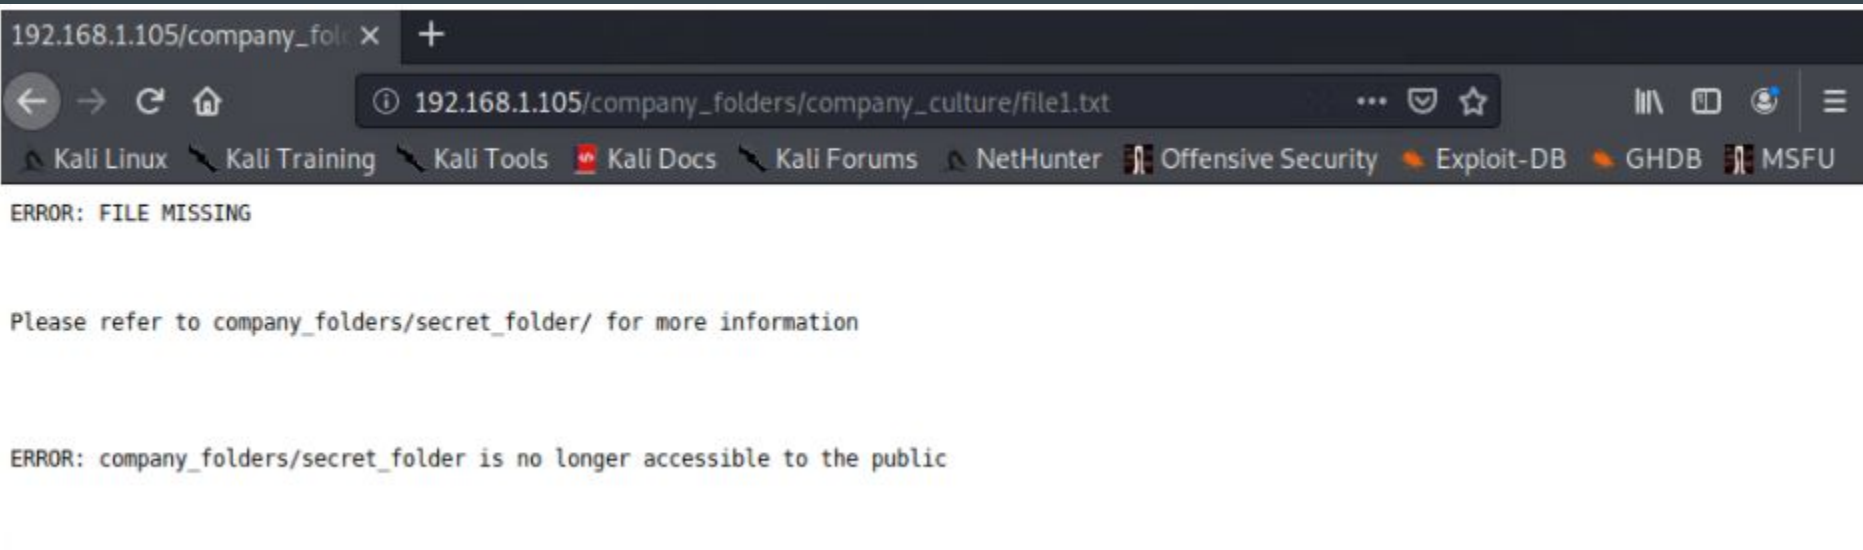 192.168.1.105/company_fol
192.168.1.105/company_folders/company_culture/file1.txt
Kali Linux Kali Training Kali Tools Kali Docs Kali Forums NetHunter Offensive Security Exploit-DB GHDB MSFU
ERROR: FILE MISSING
Please refer to company_folders/secret_folder/ for more information
ERROR: company_folders/secret_folder is no longer accessible to the public